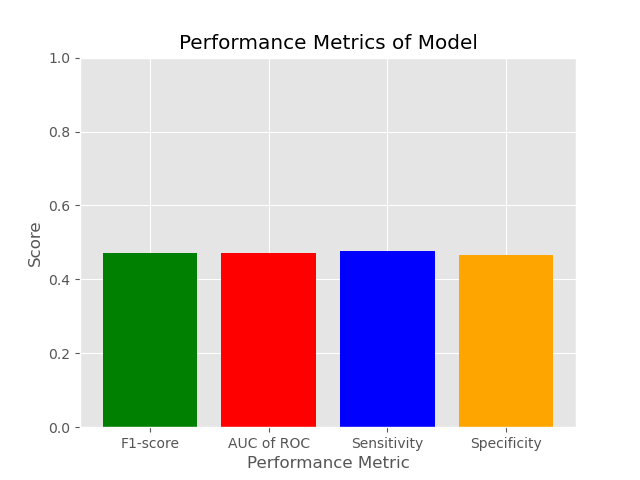 Performance Metrics of Model
1.0
0.8
0.6
0.4
0.2
0.0
Score
F1-score AUC of ROC Sensitivity Specificity
Performance Metric